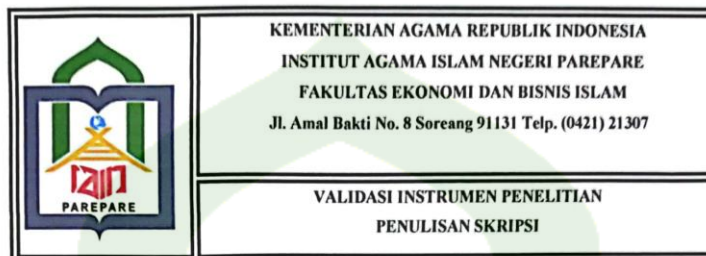 KEMENTERIAN AGAMA REPUBLIK INDONESIA
INSTITUT AGAMA ISLAM NEGERI PAREPARE
FAKULTAS EKONOMI DAN BISNIS ISLAM
Jl. Amal Bakti No. 8 Soreang 91131 Telp. (0421) 21307
iain
PAREPARE
VALIDASI INSTRUMEN PENELITIAN
PENULISAN SKRIPSI